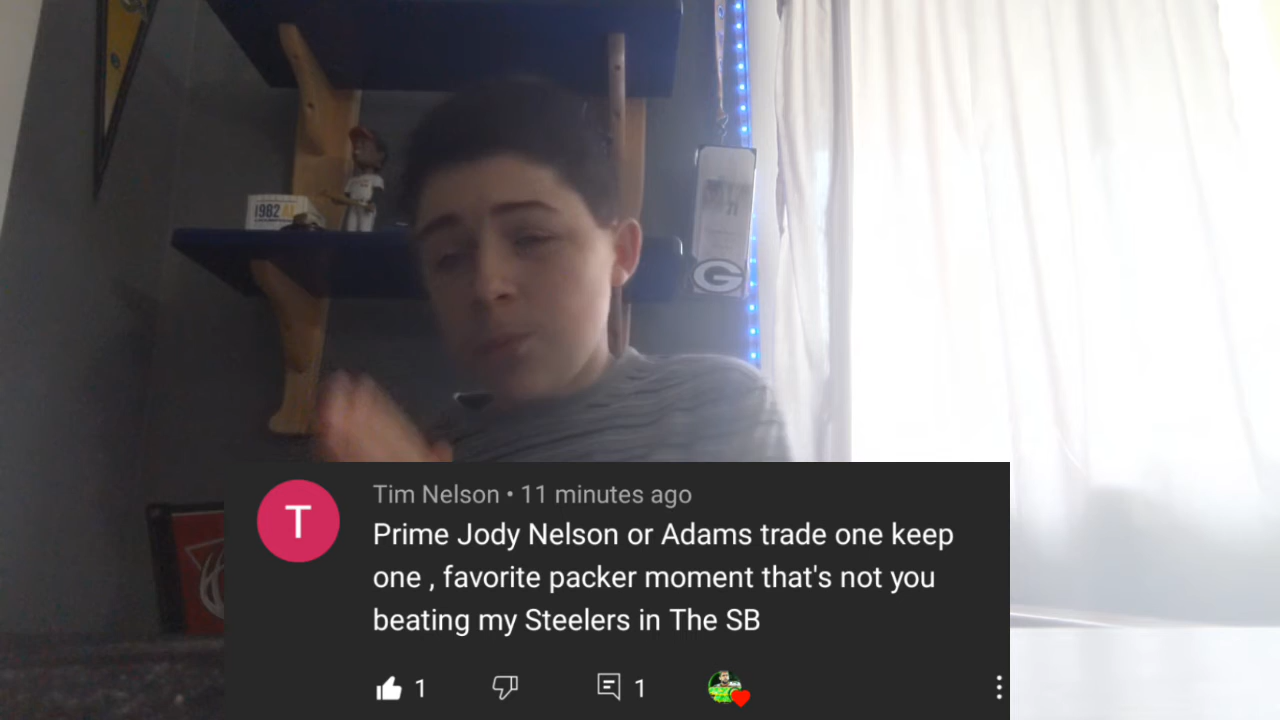 1982
G
T
Tim Nelson • 11 minutes ago
Prime Jody Nelson or Adams trade one keep
one , favorite packer moment that's not you
beating my Steelers in The SB
1
1